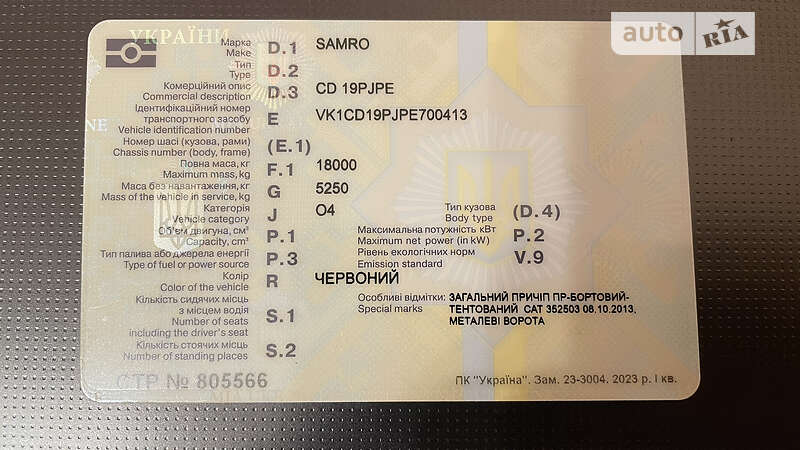 auto RIA
УКРАЇНИ
Марка D.1 SAMRO
Make
Тип D.2
Type
Комерційний опис D.3 CD 19PJPE
Commercial description
Ідентифікаційний номер
транспортного засобу E VK1CD19PJPE700413
Vehicle identification number
Номер шасі (кузова, рами) (E.1)
Chassis number (body, frame)
Повна маса, кг F.1 18000
Maximum mass, kg
Маса без навантаження, кг G 5250
Mass of the vehicle in service, kg
Категорія J O4
Vehicle category
Тип кузова (D.4)
Body type
Об'єм двигуна, см³ P.1
Capacity, cm³
Максимальна потужність кВт P.2
Maximum net power (in kW)
Тип палива або джерела енергії P.3
Type of fuel or power source
Рівень екологічних норм V.9
Emission standard
Колір R ЧЕРВОНИЙ
Color of the vehicle
Особливі відмітки: ЗАГАЛЬНИЙ ПРИЧІП ПР-БОРТОВИЙ-
Special marks ТЕНТОВАНИЙ CAT 352503 08.10.2013,
МЕТАЛЕВІ ВОРОТА
Кількість сидячих місць
з місцем водія S.1
Number of seats
including the driver's seat
Кількість стоячих місць S.2
Number of standing places
СТР № 805566
ПК "Україна". Зам. 23-3004. 2023 р. I кв.